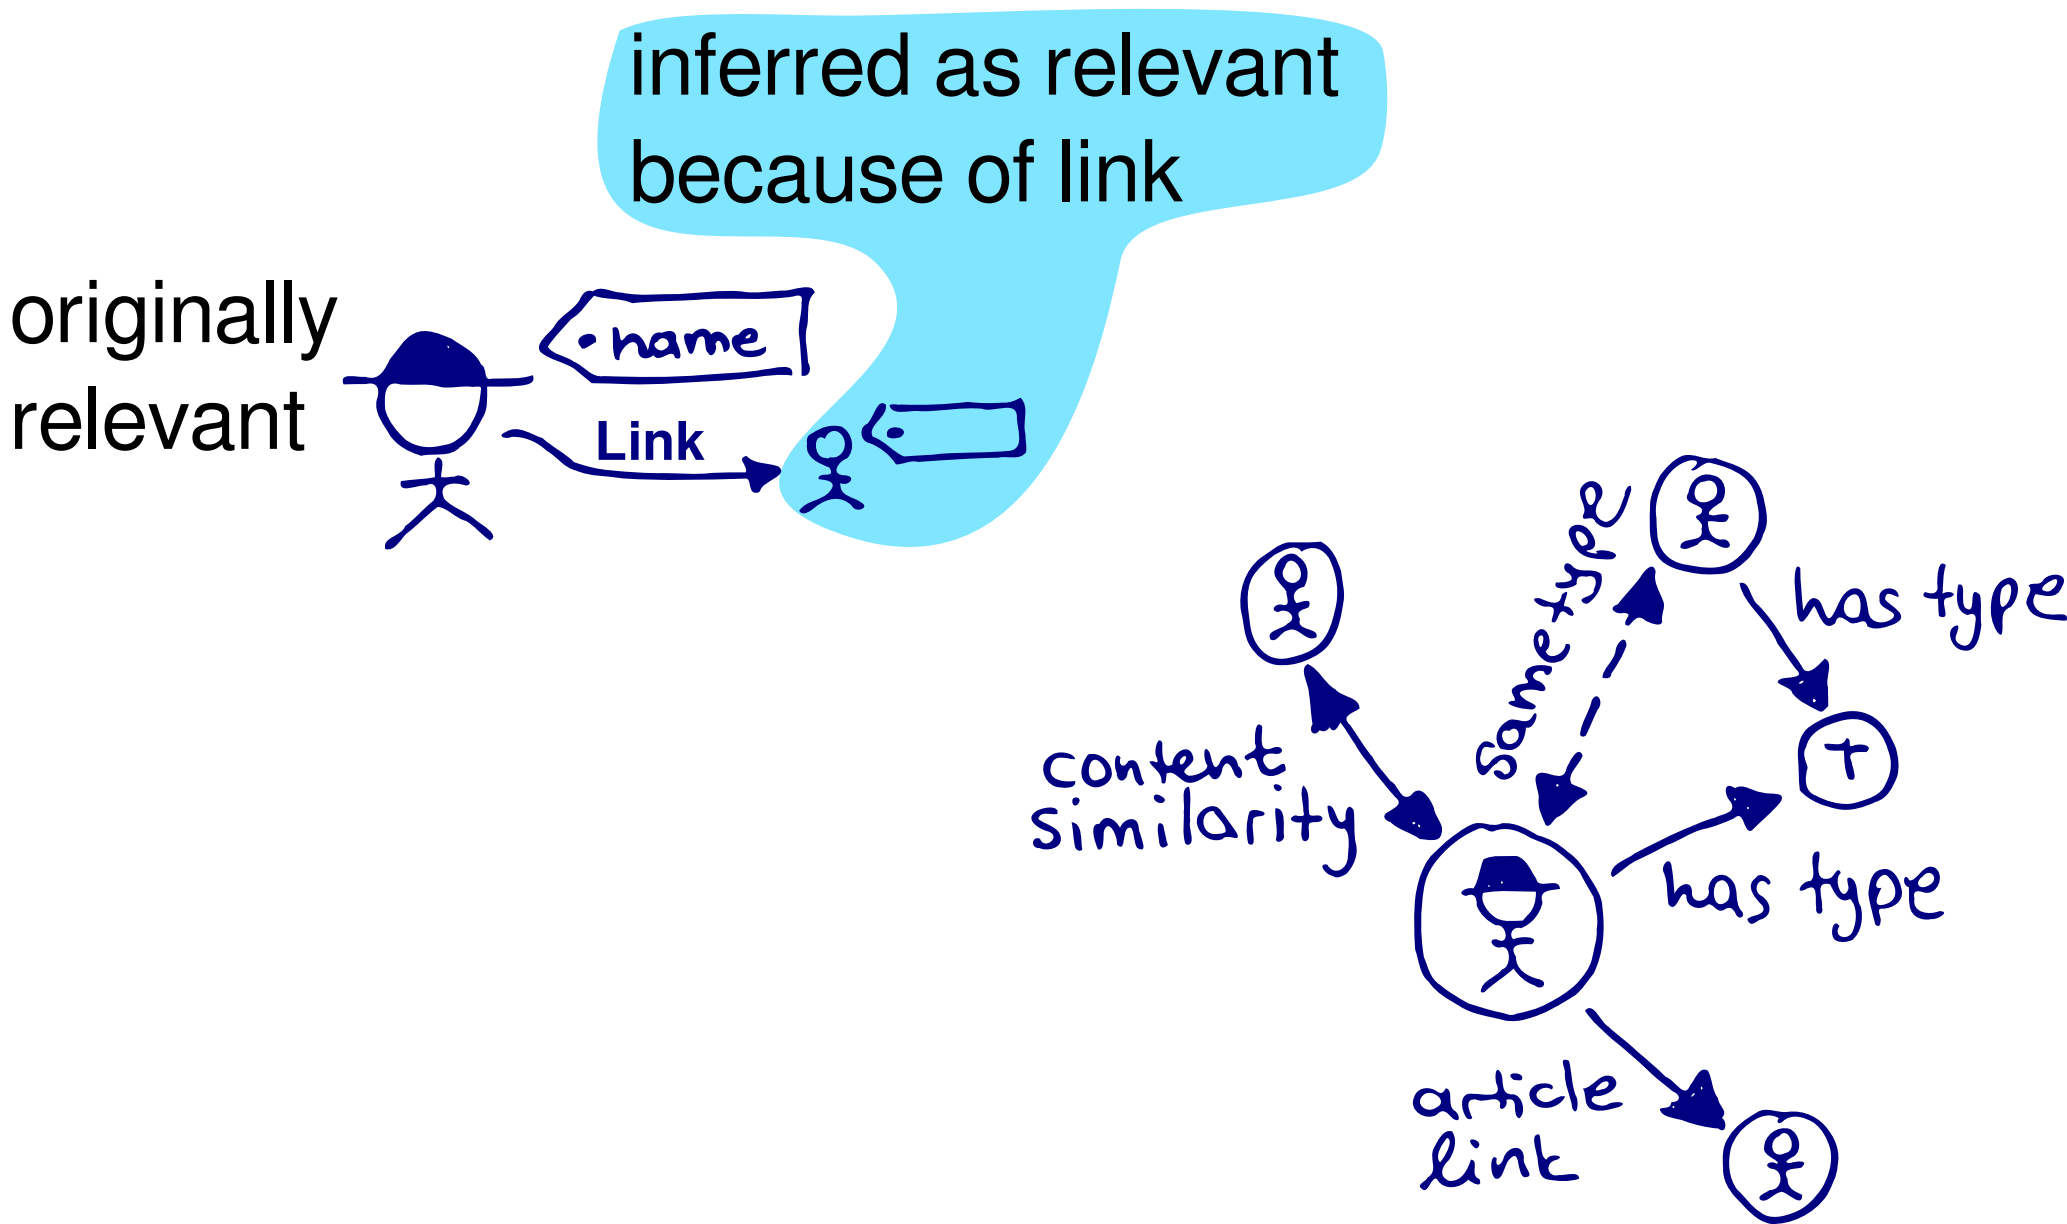 inferred as relevant
because of link
originally
relevant
name
Link
same type
has type
content
similarity
T
has type
article
link